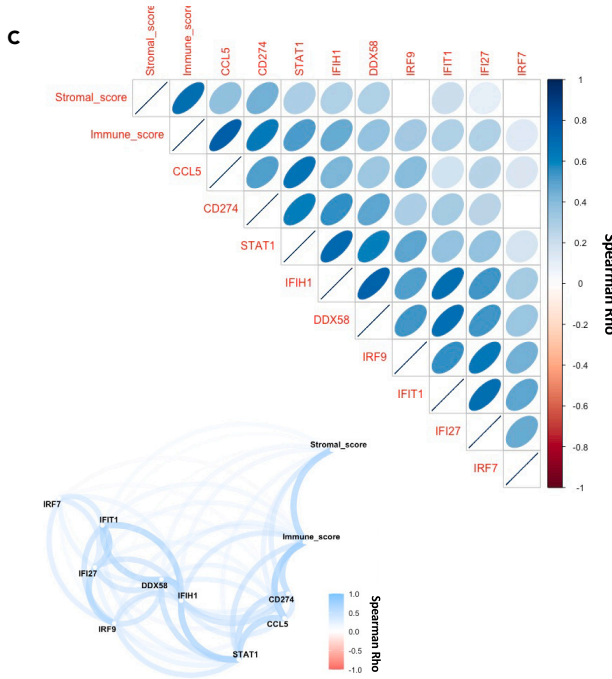 C
Stromal_score
Immune_score
CCL5
CD274
STAT1
IFIH1
DDX58
IRF9
IFIT1
IFI27
IRF7
Stromal_score
Immune_score
CCL5
CD274
STAT1
IFIH1
DDX58
IRF9
IFIT1
IFI27
IRF7
1
0.8
0.6
0.4
0.2
0
-0.2
-0.4
-0.6
-0.8
-1
Spearman Rho
Stromal_score
IRF7
IFIT1
Immune_score
IFI27
DDX58
IFIH1
CD274
CCL5
IRF9
STAT1
1.0
0.5
0.0
-0.5
-1.0
Spearman Rho